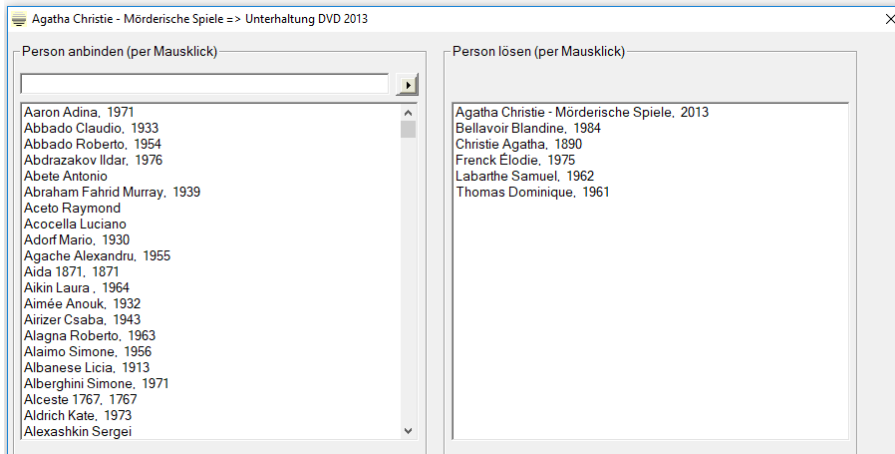 Agatha Christie - Mörderische Spiele => Unterhaltung DVD 2013
Person anbinden (per Mausklick)
Aaron Adina, 1971
Abbado Claudio, 1933
Abbado Roberto, 1954
Abdrazakov Ildar, 1976
Abete Antonio
Abraham Fahrid Murray, 1939
Aceto Raymond
Acocella Luciano
Adorf Mario, 1930
Agache Alexandru, 1955
Aida 1871, 1871
Aikin Laura , 1964
Aimée Anouk, 1932
Airizer Csaba, 1943
Alagna Roberto, 1963
Alaimo Simone, 1956
Albanese Licia, 1913
Alberghini Simone, 1971
Alceste 1767, 1767
Aldrich Kate, 1973
Alexashkin Sergei
Person lösen (per Mausklick)
Agatha Christie - Mörderische Spiele, 2013
Bellavoir Blandine, 1984
Christie Agatha, 1890
Frenck Élodie, 1975
Labarthe Samuel, 1962
Thomas Dominique, 1961